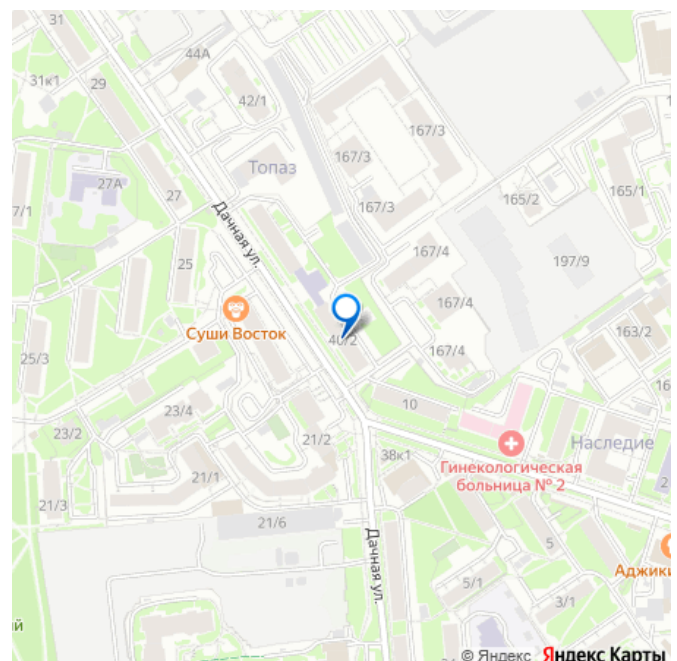 31
44А
31к1
29
42/1
167/3
167/3
Топаз
27А
167/3
165/2
165/1
7/1
27
Дачная ул.
25
167/4
197/9
167/4
Суши Восток
40/2
163/2
25/3
167/4
23/4
10
23/2
21/2
Наследие
38к1
Гинекологическая
больница № 2
21/1
21/3
21/6
Дачная ул.
5
Аджики
5/1
3/1
ий
© Яндекс Яндекс Карты